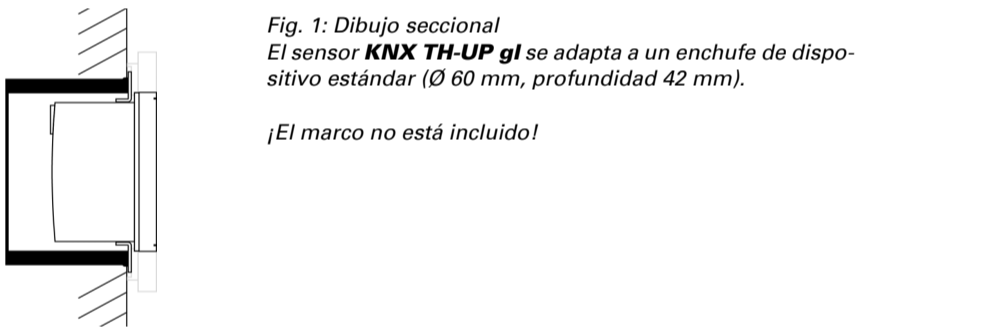 Fig. 1: Dibujo seccional
El sensor KNX TH-UP gl se adapta a un enchufe de dispo-
sitivo estándar (Ø 60 mm, profundidad 42 mm).
¡El marco no está incluido!